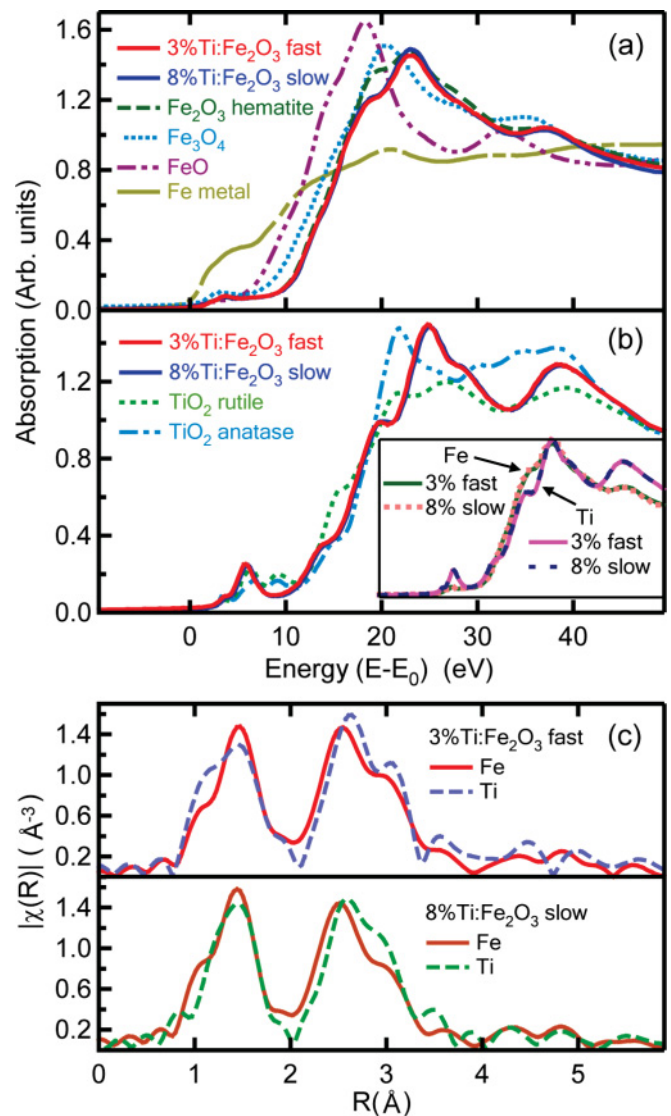 (a)
1.6
1.2
0.8
0.4
0.0
3%Ti:Fe₂O₃ fast
8%Ti:Fe₂O₃ slow
Fe₂O₃ hematite
Fe₃O₄
FeO
Fe metal
Absorption (Arb. units)
(b)
1.2
0.8
0.4
0.0
3%Ti:Fe₂O₃ fast
8%Ti:Fe₂O₃ slow
TiO₂ rutile
TiO₂ anatase
Fe
3% fast
8% slow
Ti
3% fast
8% slow
0 10 20 30 40
Energy (E-E₀) (eV)
(c)
1.4
1.0
0.6
0.2
3%Ti:Fe₂O₃ fast
Fe
Ti
|χ(R)| (Å⁻³)
8%Ti:Fe₂O₃ slow
Fe
Ti
1.4
1.0
0.6
0.2
0 1 2 3 4 5
R(Å)